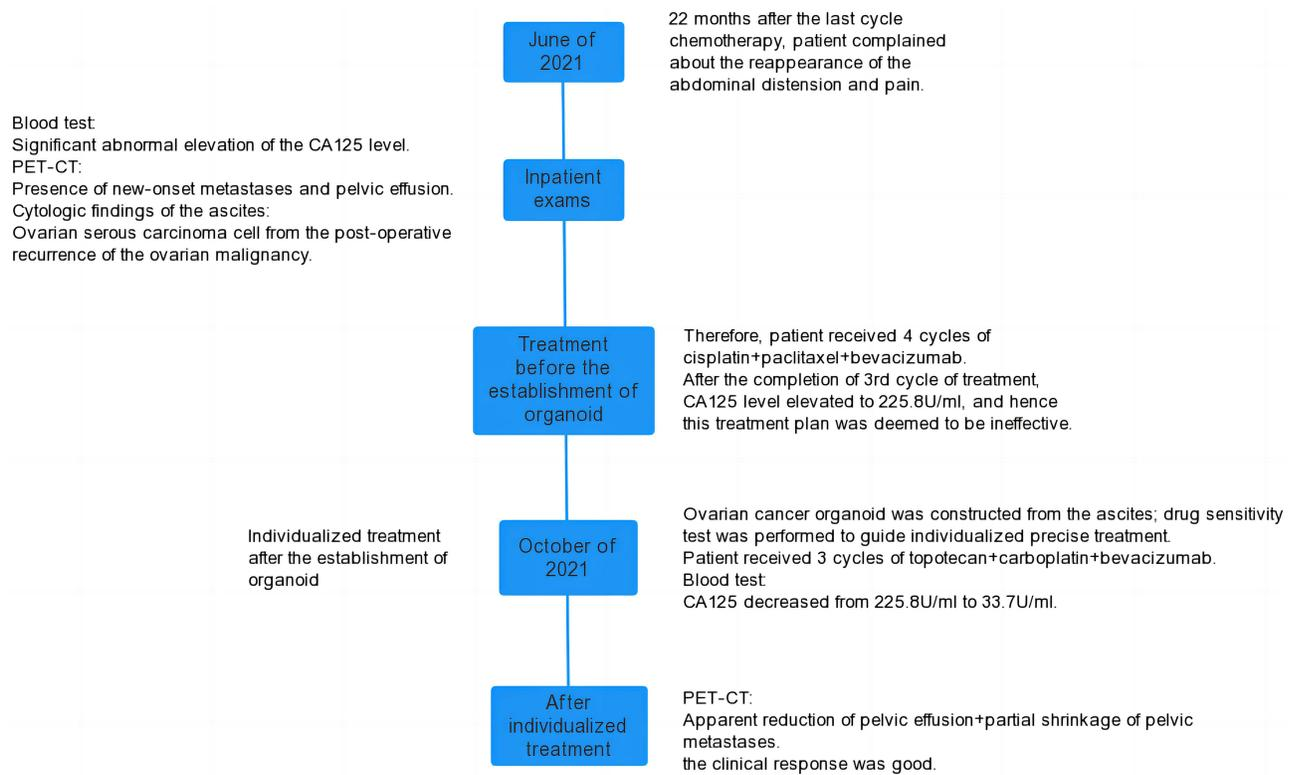 June of
2021
22 months after the last cycle
chemotherapy, patient complained
about the reappearance of the
abdominal distension and pain.
Blood test:
Significant abnormal elevation of the CA125 level.
PET-CT:
Presence of new-onset metastases and pelvic effusion.
Cytologic findings of the ascites:
Ovarian serous carcinoma cell from the post-operative
recurrence of the ovarian malignancy.
Inpatient
exams
Treatment
before the
establishment of
organoid
Therefore, patient received 4 cycles of
cisplatin+paclitaxel+bevacizumab.
After the completion of 3rd cycle of treatment,
CA125 level elevated to 225.8U/ml, and hence
this treatment plan was deemed to be ineffective.
Individualized treatment
after the establishment of
organoid
October of
2021
Ovarian cancer organoid was constructed from the ascites; drug sensitivity
test was performed to guide individualized precise treatment.
Patient received 3 cycles of topotecan+carboplatin+bevacizumab.
Blood test:
CA125 decreased from 225.8U/ml to 33.7U/ml.
After
individualized
treatment
PET-CT:
Apparent reduction of pelvic effusion+partial shrinkage of pelvic
metastases.
the clinical response was good.